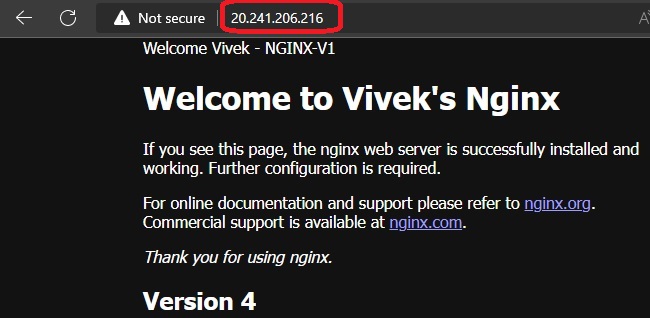 Not secure 20.241.206.216
Welcome Vivek - NGINX-V1
Welcome to Vivek's Nginx
If you see this page, the nginx web server is successfully installed and
working. Further configuration is required.
For online documentation and support please refer to nginx.org.
Commercial support is available at nginx.com.
Thank you for using nginx.
Version 4